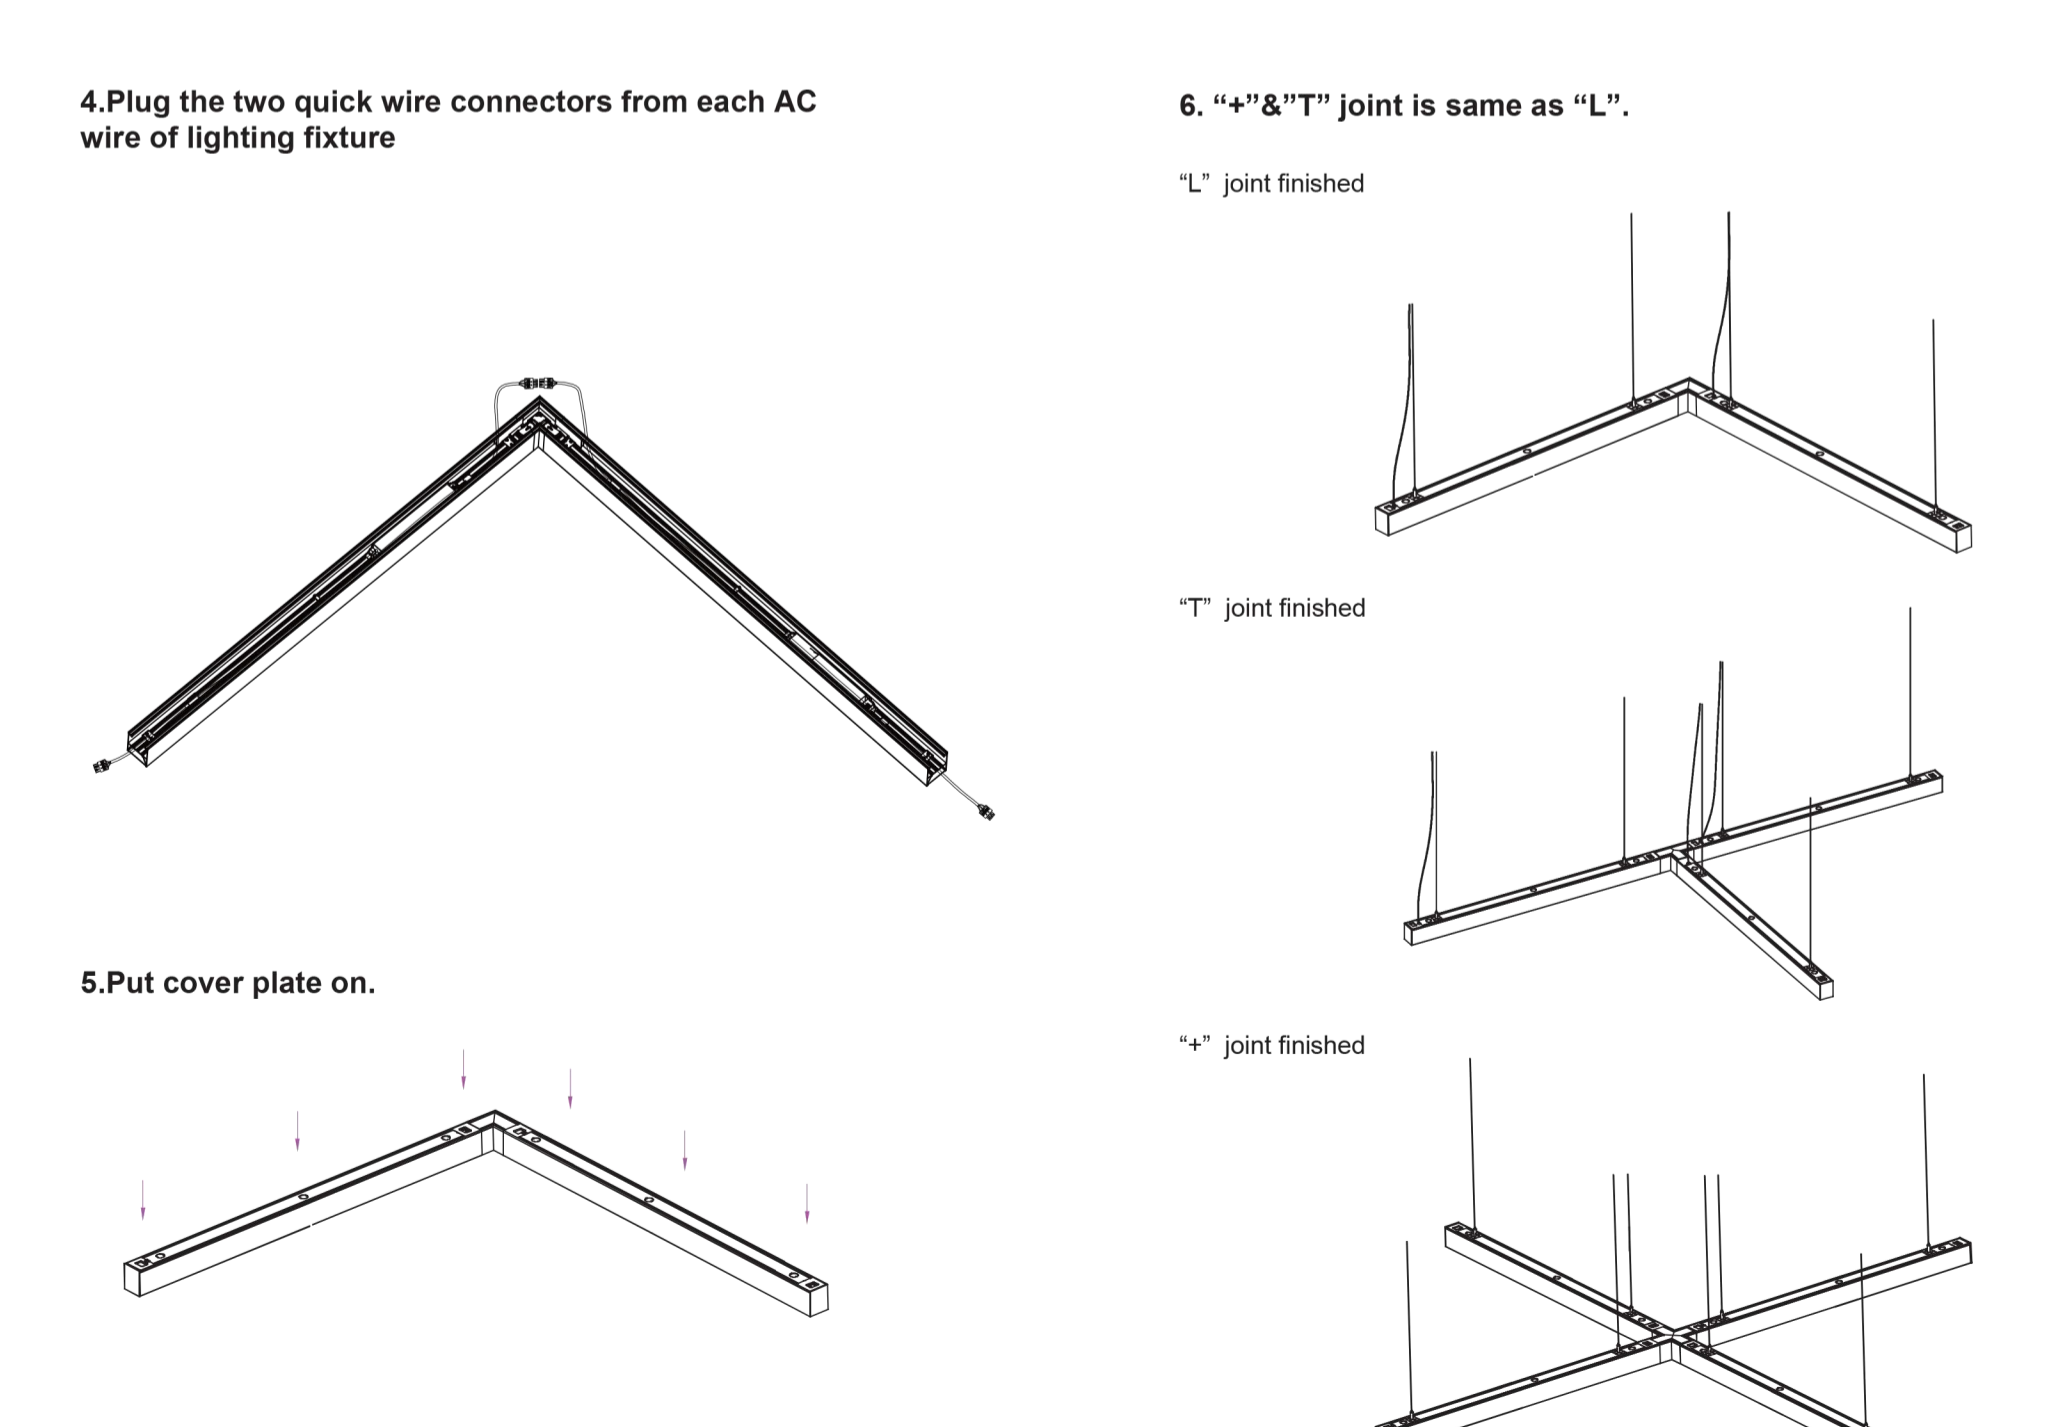 4.Plug the two quick wire connectors from each AC
wire of lighting fixture
5.Put cover plate on.
6. “+”&”T” joint is same as “L”.
“L” joint finished
“T” joint finished
“+” joint finished